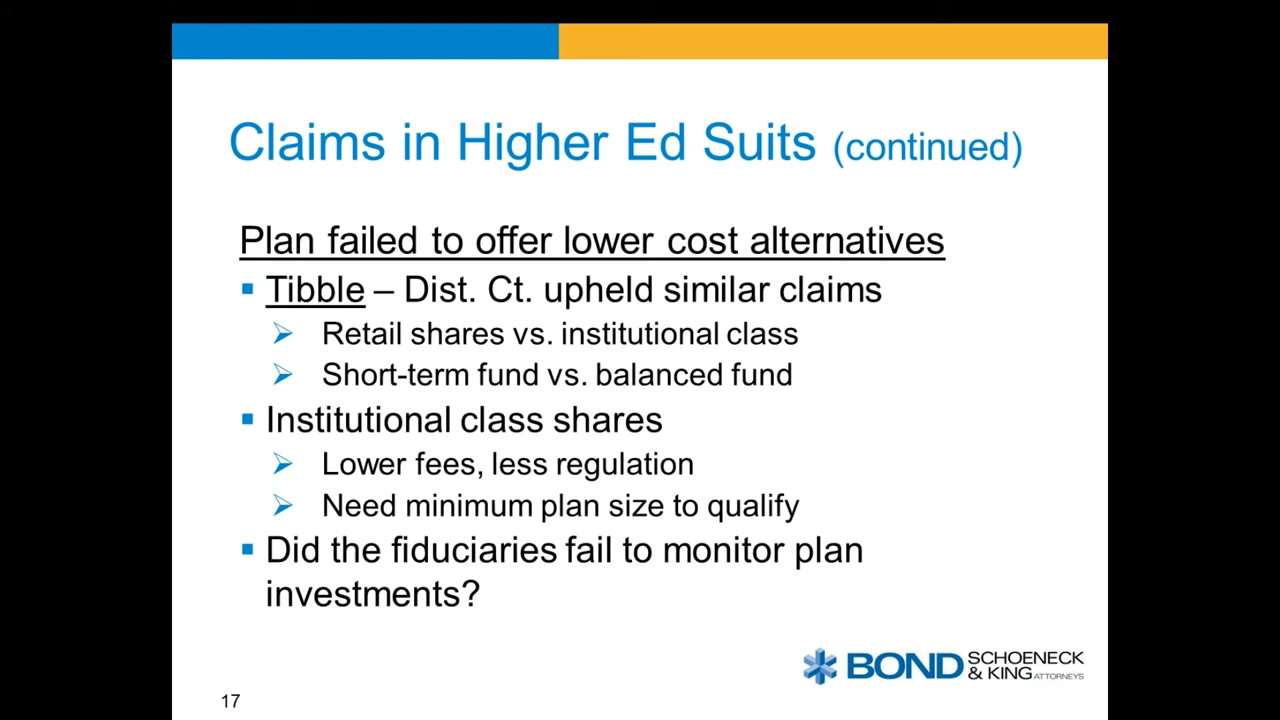 Claims in Higher Ed Suits (continued)
Plan failed to offer lower cost alternatives
▪ Tibble – Dist. Ct. upheld similar claims
➢ Retail shares vs. institutional class
➢ Short-term fund vs. balanced fund
▪ Institutional class shares
➢ Lower fees, less regulation
➢ Need minimum plan size to qualify
▪ Did the fiduciaries fail to monitor plan
investments?
BOND SCHOENECK
& KING ATTORNEYS
17